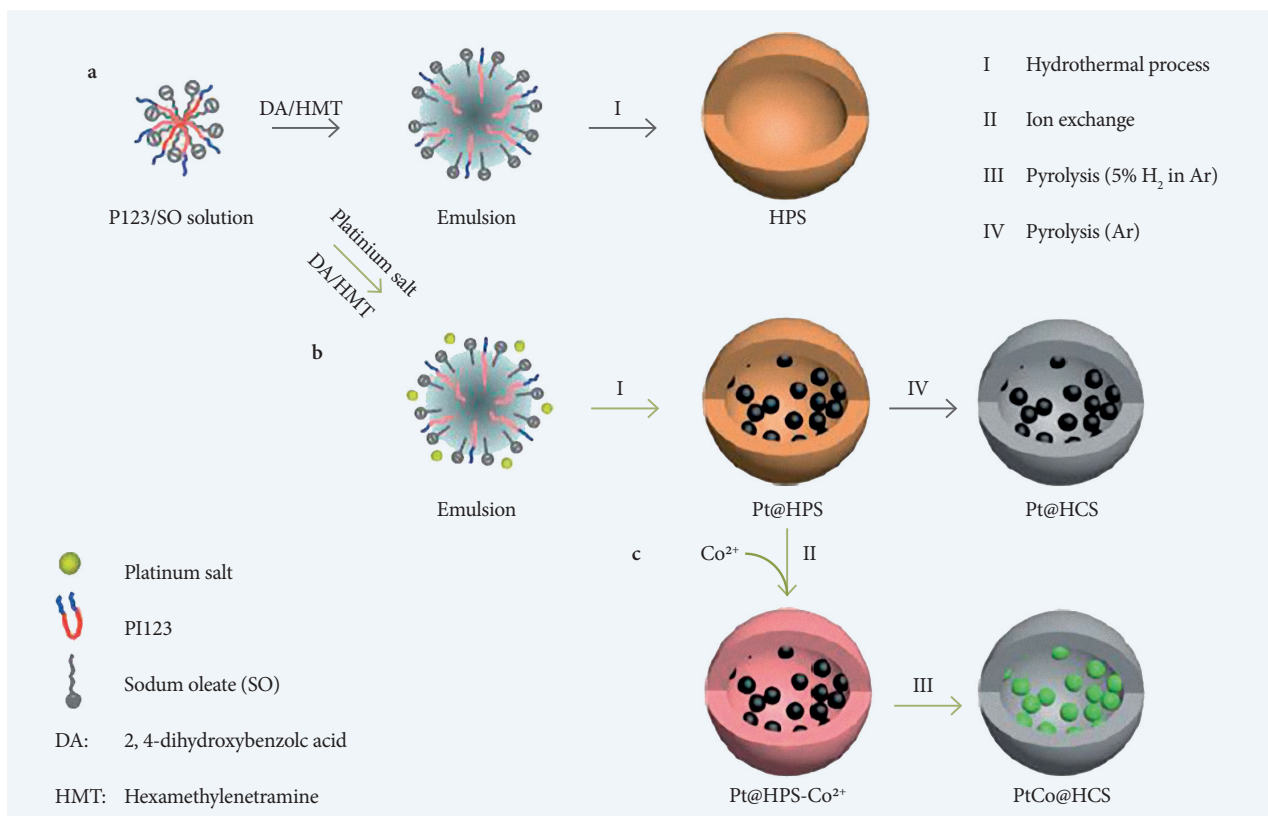 a
DA/HMT
I
P123/SO solution
Emulsion
HPS
I Hydrothermal process
II Ion exchange
III Pyrolysis (5% H₂ in Ar)
IV Pyrolysis (Ar)
Platinium salt
DA/HMT
b
I
IV
Emulsion
Pt@HPS
Pt@HCS
c
Co²⁺
II
III
Pt@HPS-Co²⁺
PtCo@HCS
Platinum salt
PI123
Sodum oleate (SO)
DA: 2, 4-dihydroxybenzolc acid
HMT: Hexamethylenetramine